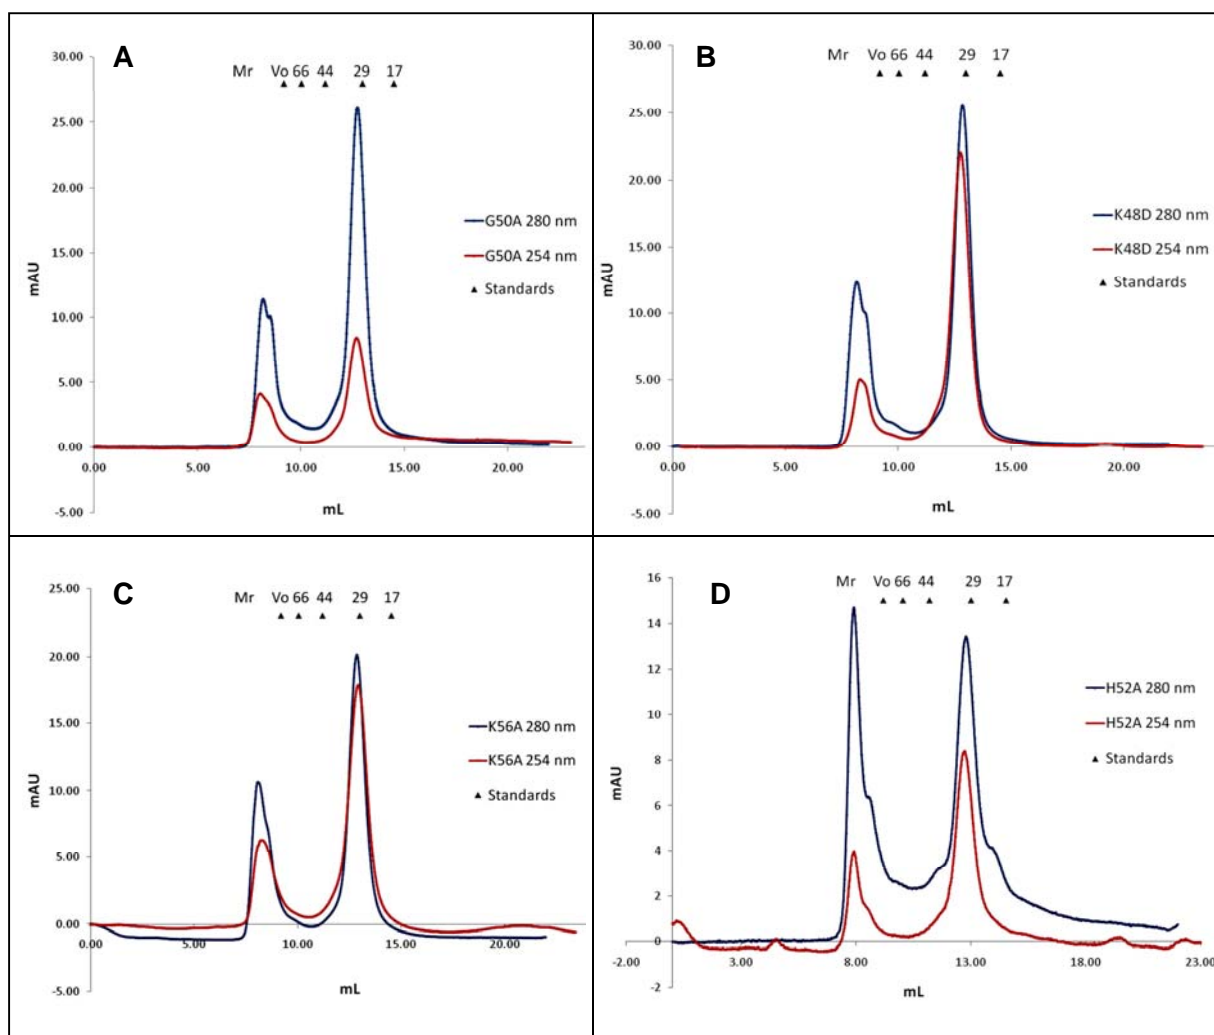 A
30.00
Mr Vo 66 44 29 17
25.00
20.00
G50A 280 nm
15.00
G50A 254 nm
mAU
Standards
10.00
5.00
0.00
0.00 5.00 10.00 15.00 20.00
-5.00
mL
B
30.00
Mr Vo 66 44 29 17
25.00
20.00
K48D 280 nm
15.00
K48D 254 nm
mAU
Standards
10.00
5.00
0.00
0.00 5.00 10.00 15.00 20.00
-5.00
mL
C
25.00
Mr Vo 66 44 29 17
20.00
15.00
K56A 280 nm
K56A 254 nm
mAU
10.00
Standards
5.00
0.00
0.00 5.00 10.00 15.00 20.00
-5.00
mL
D
16
Mr Vo 66 44 29 17
14
12
H52A 280 nm
10
H52A 254 nm
8
Standards
mAU
6
4
2
0
-2.00 3.00 8.00 13.00 18.00 23.00
-2
mL